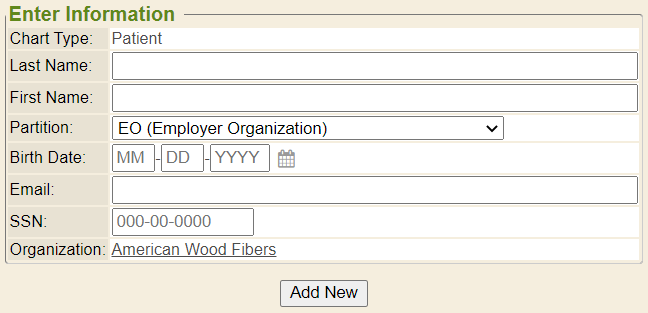 Enter Information
Chart Type: Patient
Last Name:
First Name:
Partition: EO (Employer Organization)
Birth Date: MM-DD-YYYY
Email:
SSN: 000-00-0000
Organization: American Wood Fibers
Add New